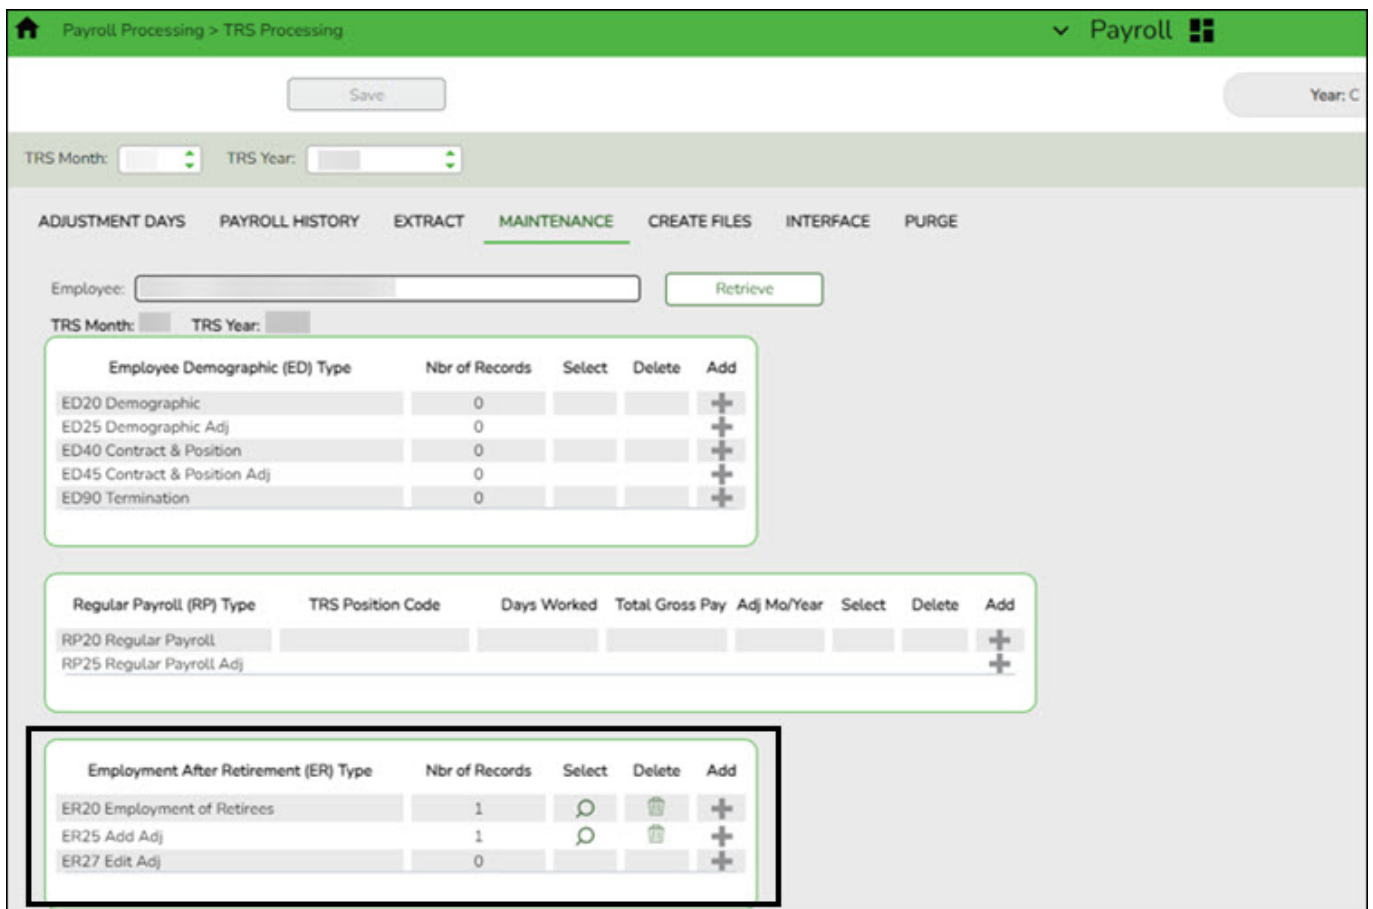 Payroll Processing > TRS Processing
Payroll
Save
Year: C
TRS Month:
TRS Year:
ADJUSTMENT DAYS PAYROLL HISTORY EXTRACT MAINTENANCE CREATE FILES INTERFACE PURGE
Employee:
Retrieve
TRS Month: TRS Year:
Employee Demographic (ED) Type Nbr of Records Select Delete Add
ED20 Demographic 0
ED25 Demographic Adj 0
ED40 Contract & Position 0
ED45 Contract & Position Adj 0
ED90 Termination 0
Regular Payroll (RP) Type TRS Position Code Days Worked Total Gross Pay Adj Mo/Year Select Delete Add
RP20 Regular Payroll
RP25 Regular Payroll Adj
Employment After Retirement (ER) Type Nbr of Records Select Delete Add
ER20 Employment of Retirees 1
ER25 Add Adj 1
ER27 Edit Adj 0